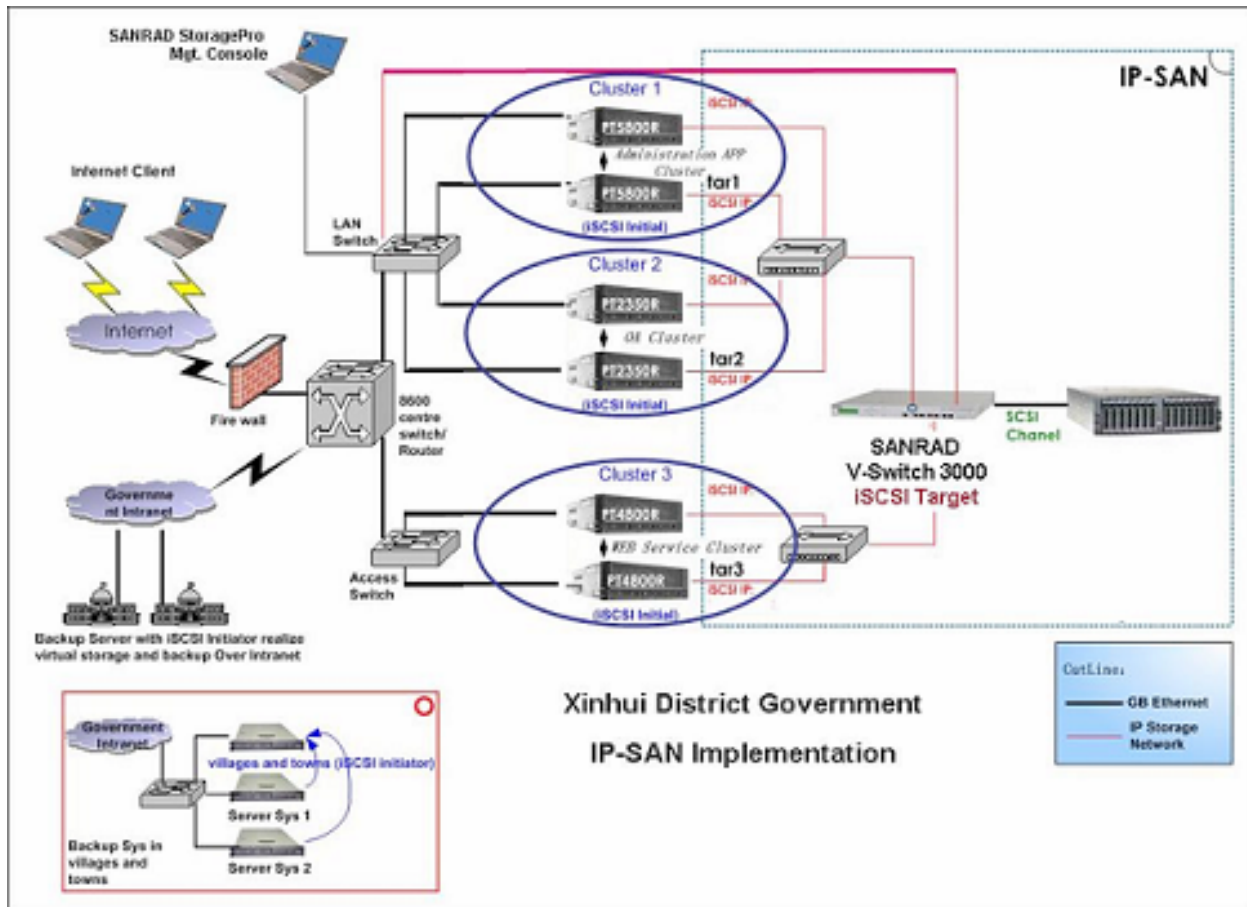 SANRAD StoragePro
Mgt. Console
IP-SAN
Cluster 1
iSCSI IP:
PT5800R
Administration APP
Cluster
PT5800R
tar1
iSCSI IP:
(iSCSI Initial)
Internet Client
LAN
Switch
Cluster 2
iSCSI IP:
PT2350R
OA Cluster
PT2350R
tar2
iSCSI IP:
(iSCSI Initial)
Internet
Fire wall
8600
centre
switch/
Router
SCSI
Chanel
SANRAD
V-Switch 3000
iSCSI Target
Governme
nt Intranet
Cluster 3
iSCSI IP:
PT4800R
WEB Service Cluster
PT4800R
tar3
iSCSI IP:
(iSCSI Initial)
Access
Switch
Backup Server with iSCSI Initiator realize
virtual storage and backup Over Intranet
Xinhui District Government
IP-SAN Implementation
CutLine:
GB Ethernet
IP Storage
Network
Government
Intranet
villages and towns (iSCSI initiator)
Server Sys 1
Server Sys 2
Backup Sys in
villages and
towns